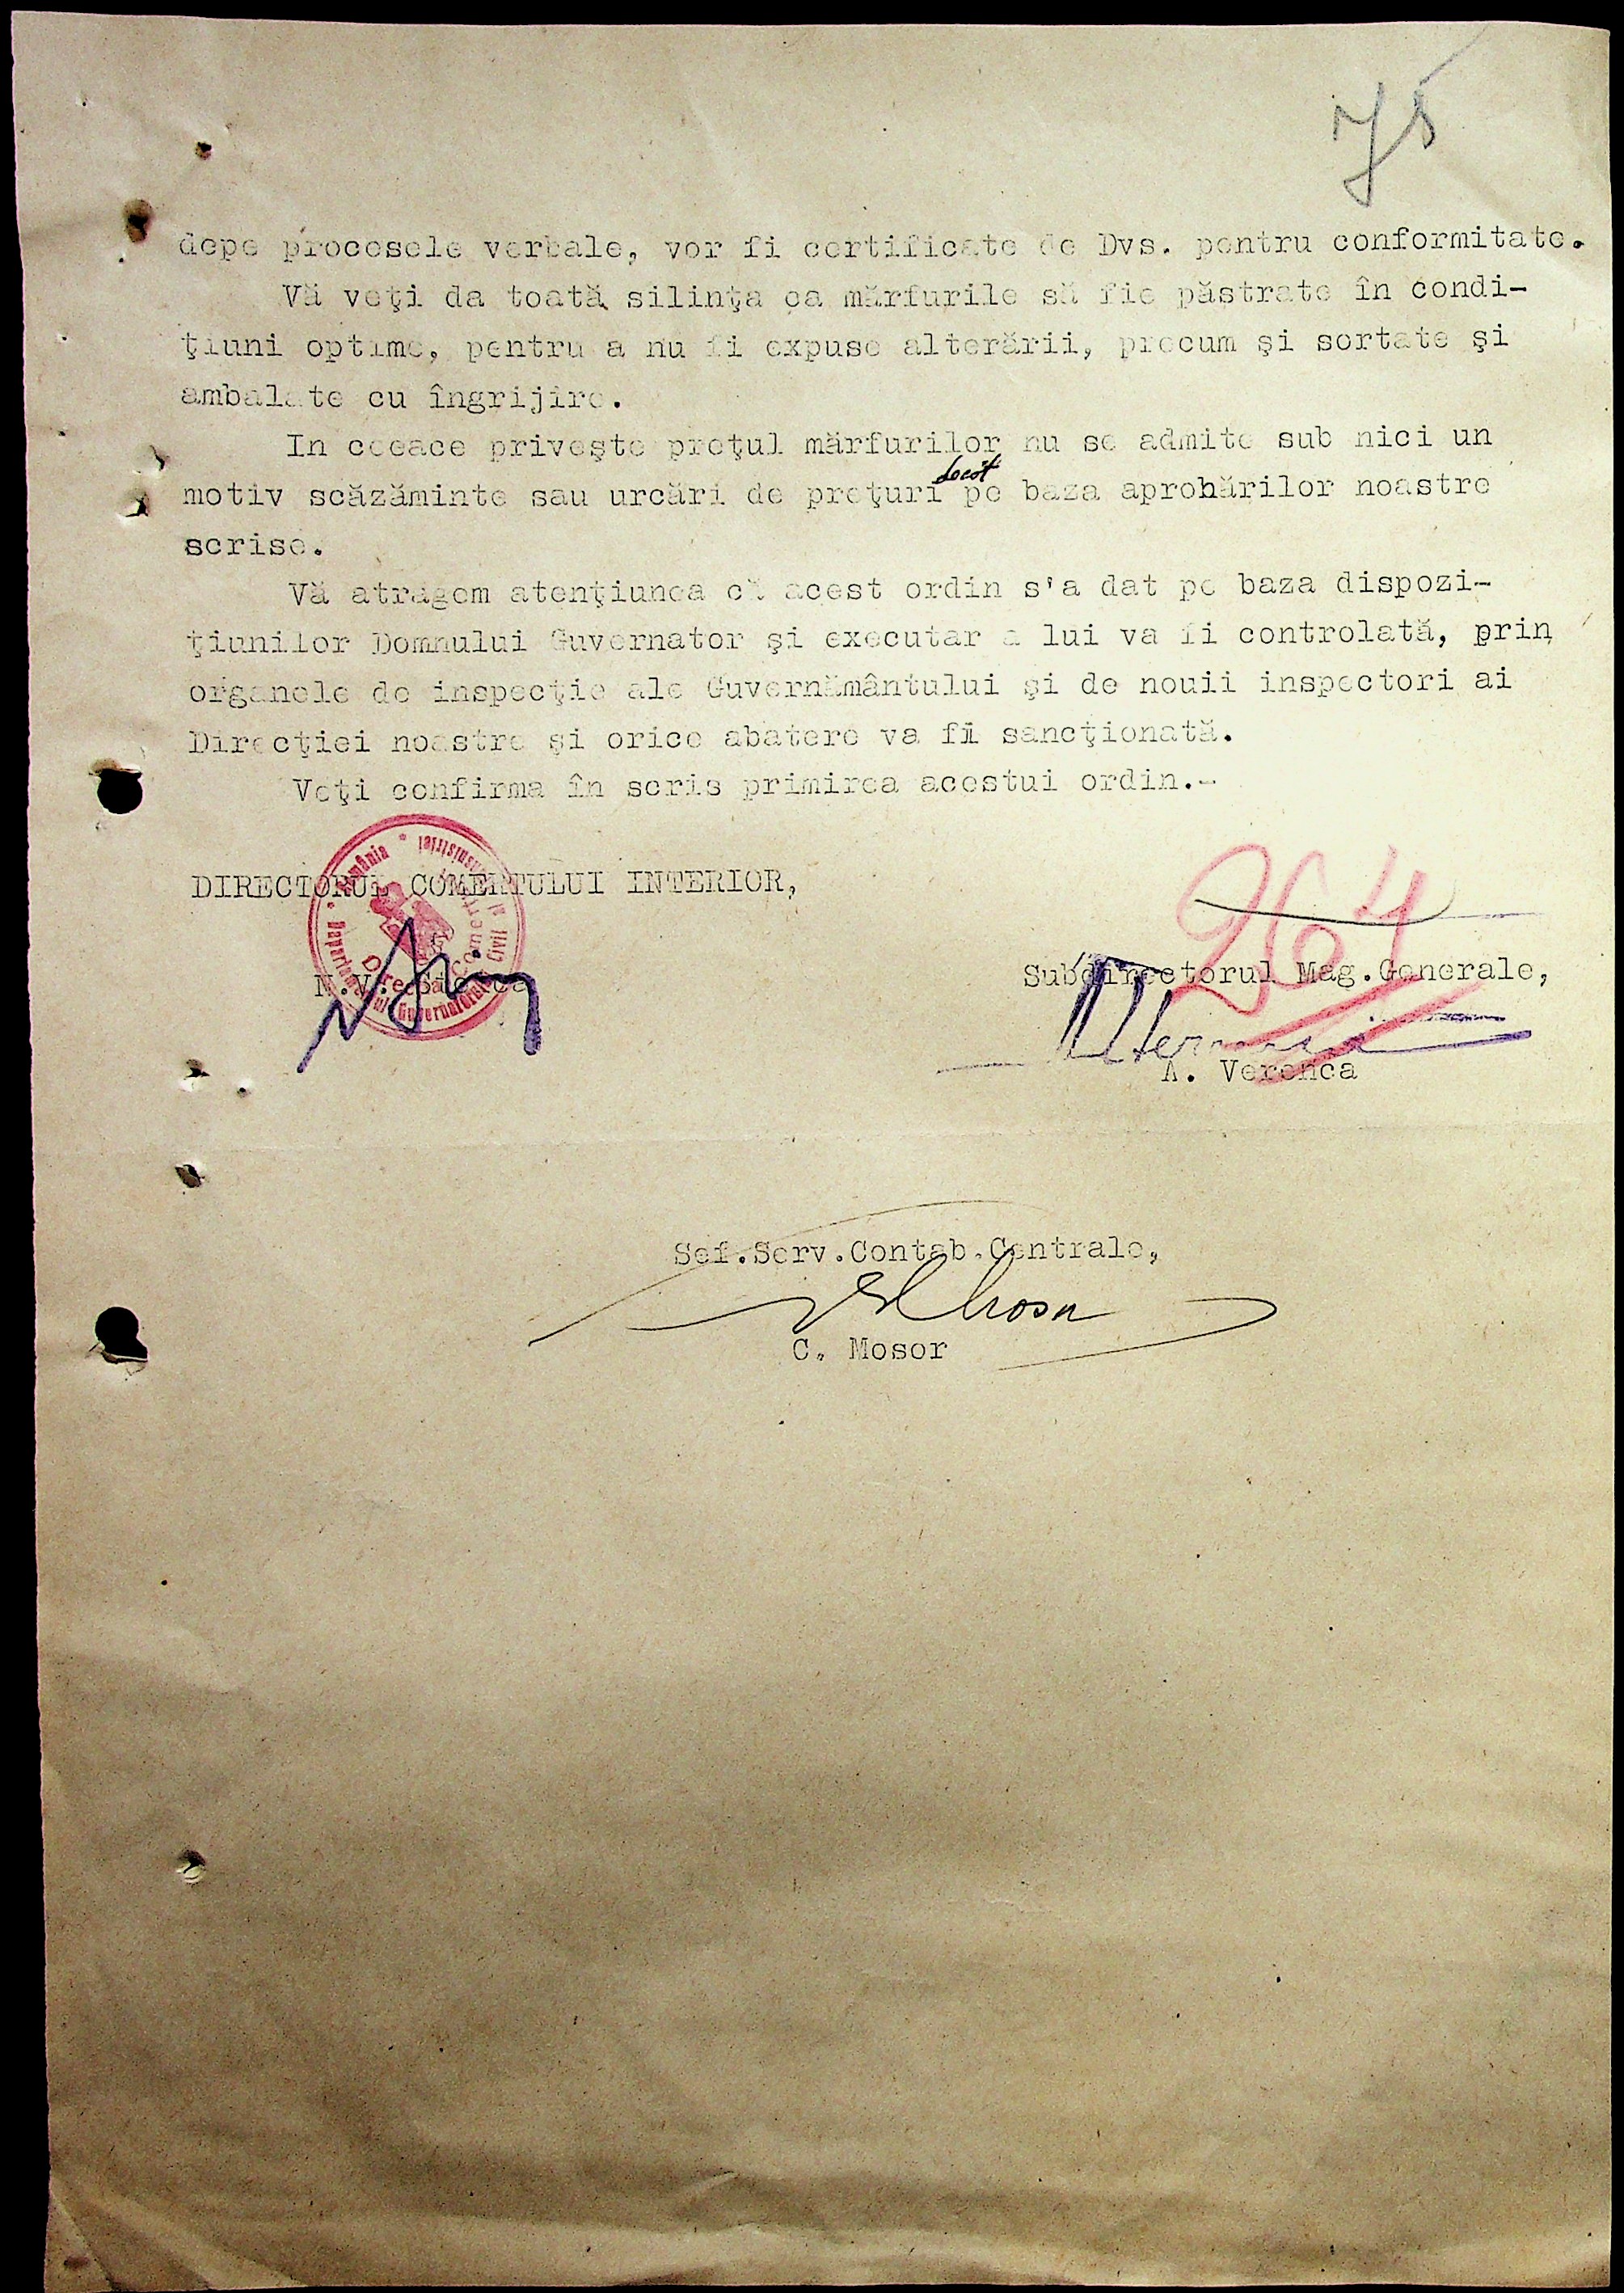 75
depe procesele verbale, vor fi certificate de Dvs. pentru conformitate.
Vă veţi da toată silinţa ca mărfurile să fie păstrate în condi-
ţiuni optime, pentru a nu fi expuse alterării, precum şi sortate şi
ambalate cu îngrijire.
In ceeace priveşte preţul mărfurilor nu se admite sub nici un
decât
motiv scăzăminte sau urcări de preţuri pe baza aprobărilor noastre
scrise.
Vă atragem atenţiunea că acest ordin s'a dat pe baza dispozi-
ţiunilor Domnului Guvernator şi executarea lui va fi controlată, prin
organele de inspecţie ale Guvernământului şi de nouii inspectori ai
Direcţiei noastre şi orice abatere va fi sancţionată.
Veţi confirma în scris primirea acestui ordin.-
DIRECTORUL COMERTULUI INTERIOR,
264
N.V.
Subdirectorul Mag.Generale,
A. Verenca
Sef.Serv.Contab.Centrale,
C. Mosor